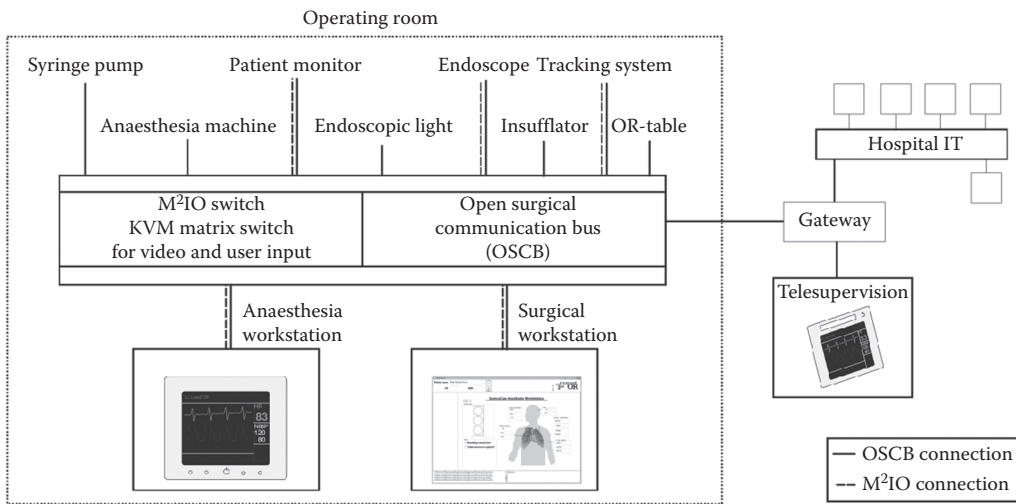 Operating room
Syringe pump
Patient monitor
Endoscope
Tracking system
Anaesthesia machine
Endoscopic light
Insufflator
OR-table
Hospital IT
M²IO switch
KVM matrix switch
for video and user input
Open surgical
communication bus
(OSCB)
Gateway
Telesupervision
Anaesthesia
workstation
Surgical
workstation
HR
83
NIBP
120
80
OSCB connection
M²IO connection